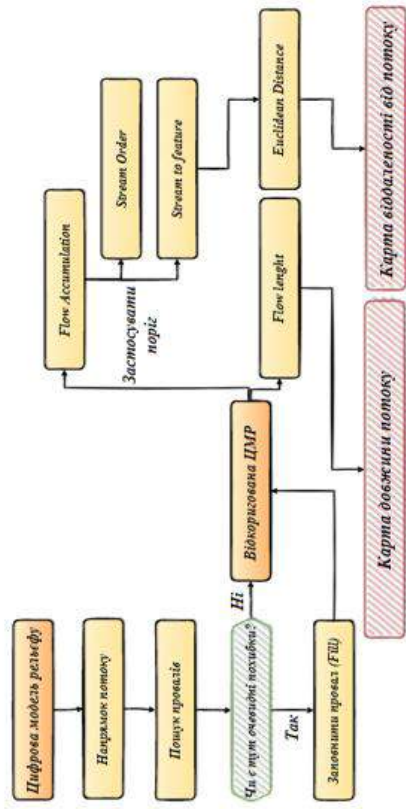 Цифрова модель рельєфу
Напрямок потоку
Пошук провалів
Чи є тут очевидні похибки?
Так
Ні
Заповнити провал (Fill)
Відкоригована ЦМР
Flow Accumulation
Застосувати
поріг
Stream Order
Stream to feature
Flow lenght
Euclidean Distance
Карта довжини потоку
Карта віддаленості від потоку